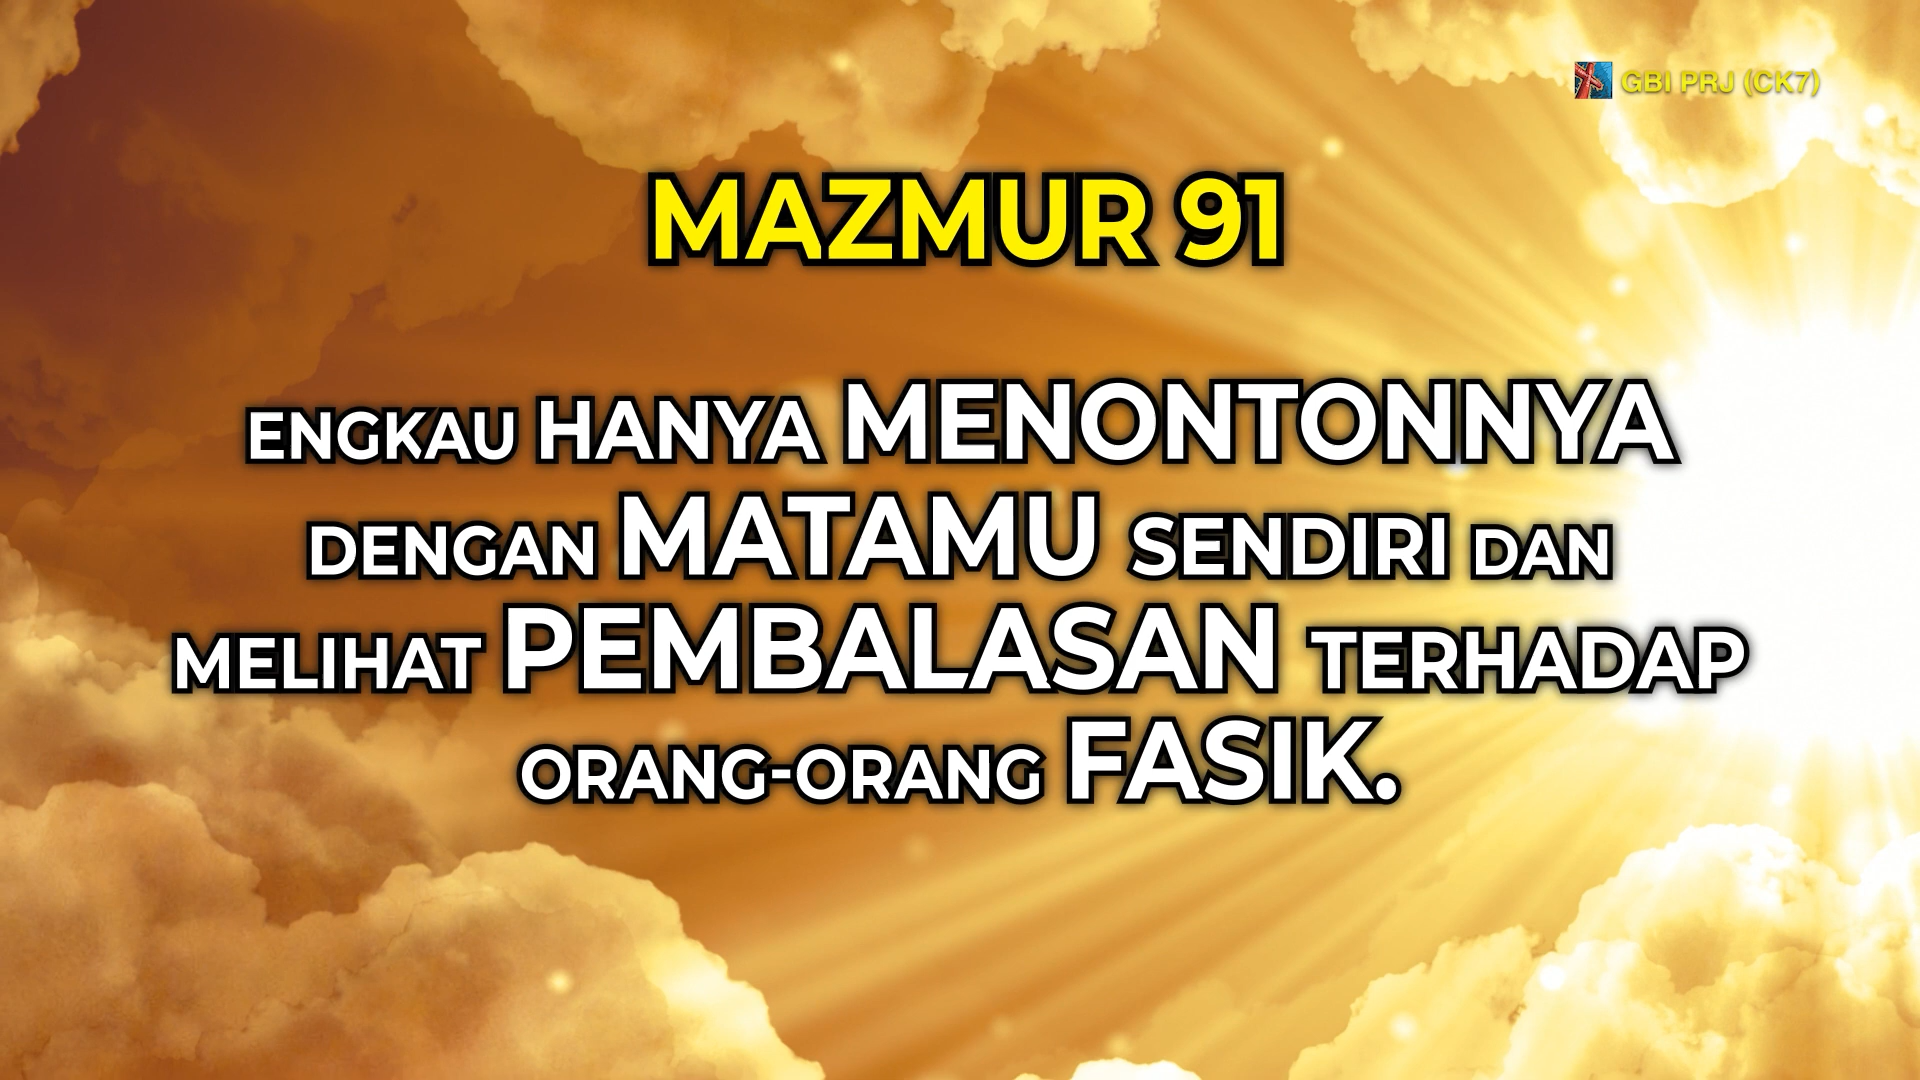 GBI PRJ (CK7)
MAZMUR 91
ENGKAU HANYA MENONTONNYA
DENGAN MATAMU SENDIRI DAN
MELIHAT PEMBALASAN TERHADAP
ORANG-ORANG FASIK.